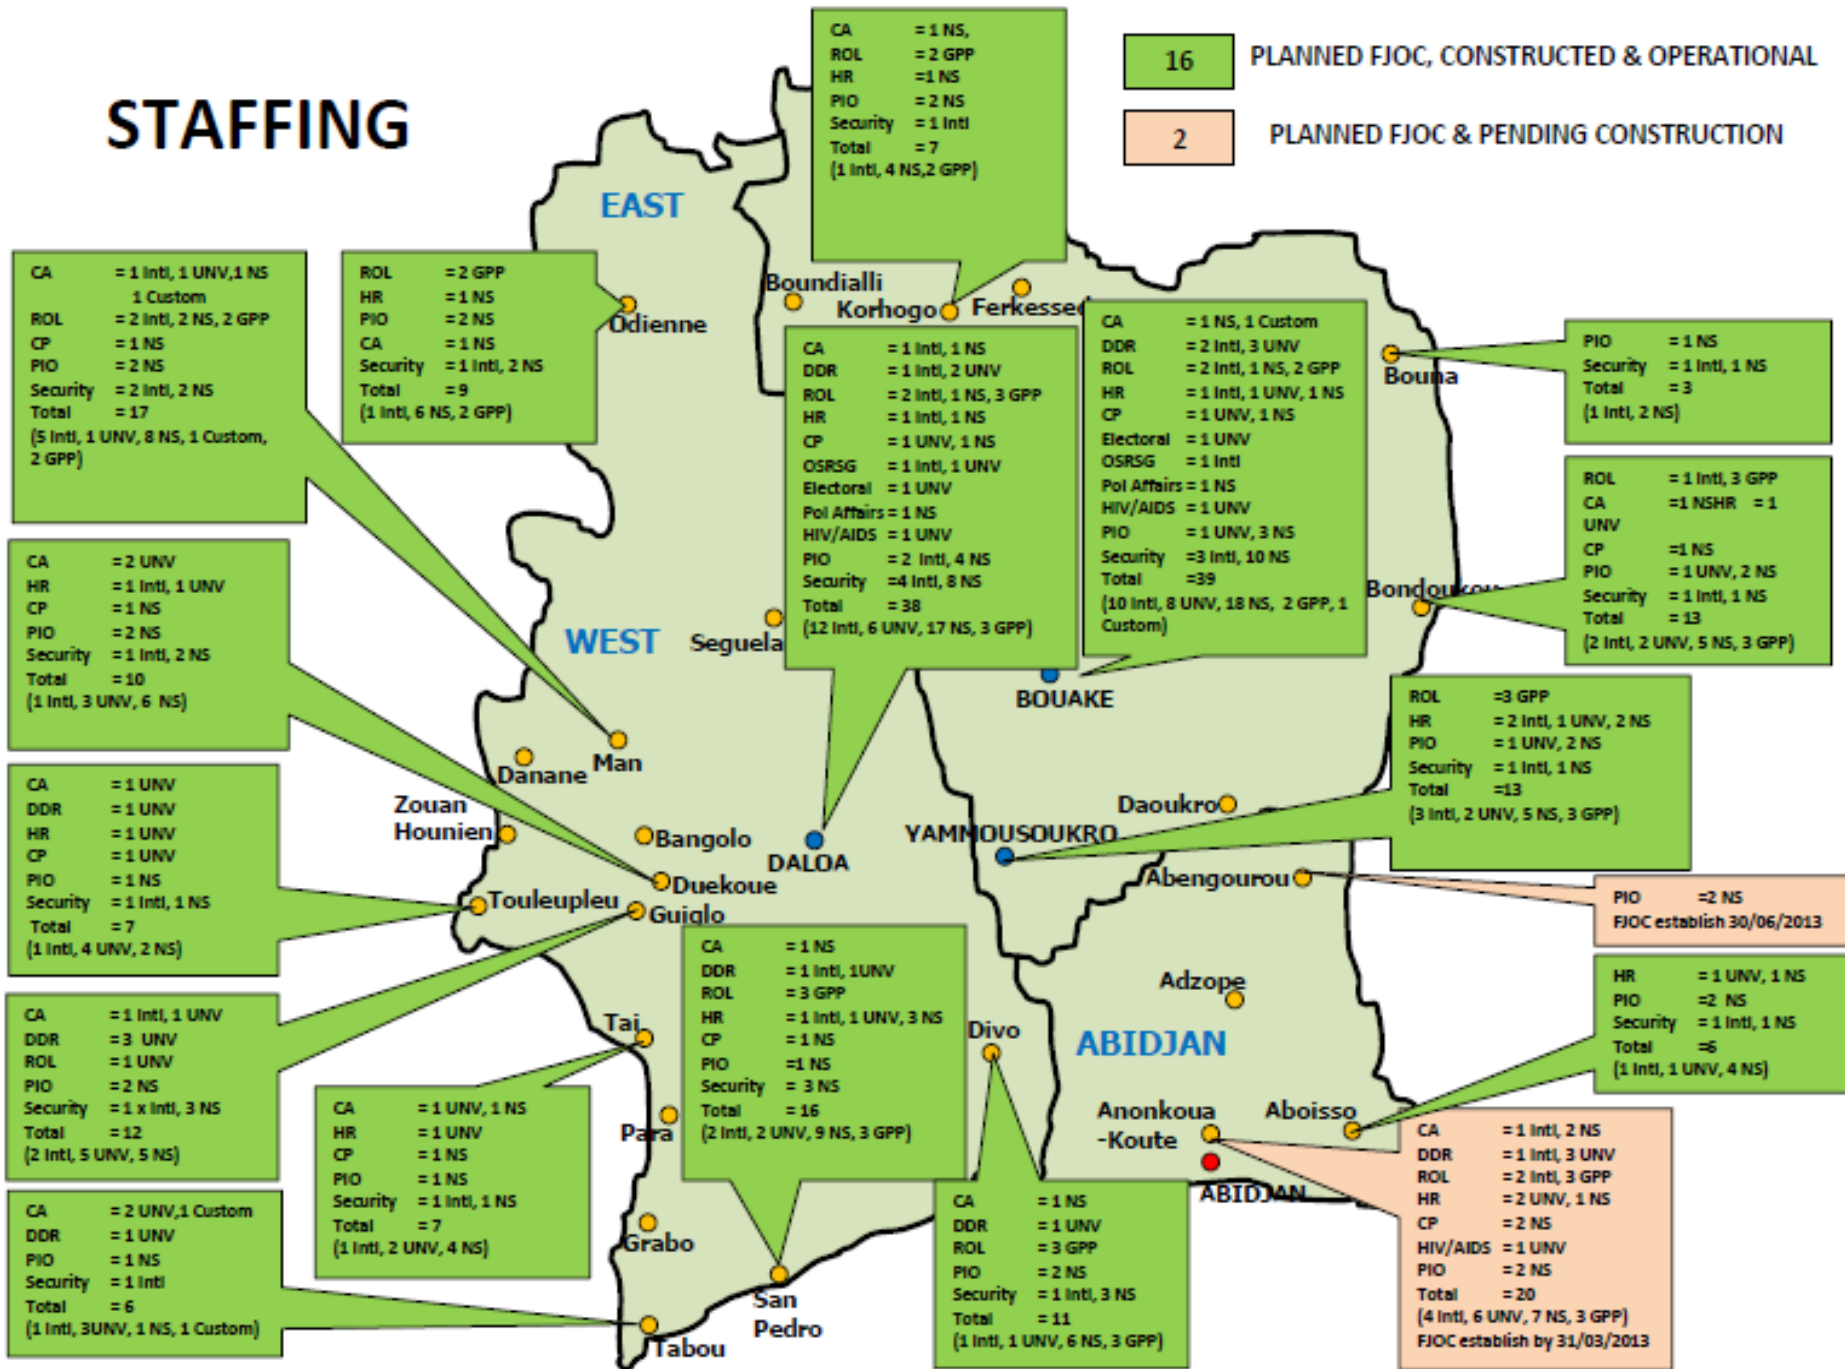 STAFFING
16 PLANNED FJOC, CONSTRUCTED & OPERATIONAL
2 PLANNED FJOC & PENDING CONSTRUCTION
CA = 1 NS,
ROL = 2 GPP
HR =1 NS
PIO = 2 NS
Security = 1 Intl
Total = 7
(1 Intl, 4 NS,2 GPP)
EAST
CA = 1 Intl, 1 UNV,1 NS
1 Custom
ROL = 2 Intl, 2 NS, 2 GPP
CP = 1 NS
PIO = 2 NS
Security = 2 Intl, 2 NS
Total = 17
(5 Intl, 1 UNV, 8 NS, 1 Custom,
2 GPP)
ROL = 2 GPP
HR = 1 NS
PIO = 2 NS
CA = 1 NS
Security = 1 Intl, 2 NS
Total = 9
(1 Intl, 6 NS, 2 GPP)
Odienne
Boundialli
Korhogo
Ferkessed
CA = 1 Intl, 1 NS
DDR = 1 Intl, 2 UNV
ROL = 2 Intl, 1 NS, 3 GPP
HR = 1 Intl, 1 NS
CP = 1 UNV, 1 NS
OSRSG = 1 Intl, 1 UNV
Electoral = 1 UNV
Pol Affairs = 1 NS
HIV/AIDS = 1 UNV
PIO = 2 Intl, 4 NS
Security =4 Intl, 8 NS
Total = 38
(12 Intl, 6 UNV, 17 NS, 3 GPP)
CA = 1 NS, 1 Custom
DDR = 2 Intl, 3 UNV
ROL = 2 Intl, 1 NS, 2 GPP
HR = 1 Intl, 1 UNV, 1 NS
CP = 1 UNV, 1 NS
Electoral = 1 UNV
OSRSG = 1 Intl
Pol Affairs = 1 NS
HIV/AIDS = 1 UNV
PIO = 1 UNV, 3 NS
Security =3 Intl, 10 NS
Total =39
(10 Intl, 8 UNV, 18 NS, 2 GPP, 1
Custom)
Bouna
PIO = 1 NS
Security = 1 Intl, 1 NS
Total = 3
(1 Intl, 2 NS)
Bondoukou
ROL = 1 Intl, 3 GPP
CA =1 NSHR = 1
UNV
CP =1 NS
PIO = 1 UNV, 2 NS
Security = 1 Intl, 1 NS
Total = 13
(2 Intl, 2 UNV, 5 NS, 3 GPP)
CA = 2 UNV
HR = 1 Intl, 1 UNV
CP = 1 NS
PIO = 2 NS
Security = 1 Intl, 2 NS
Total = 10
(1 Intl, 3 UNV, 6 NS)
WEST
Seguela
BOUAKE
ROL =3 GPP
HR = 2 Intl, 1 UNV, 2 NS
PIO = 1 UNV, 2 NS
Security = 1 Intl, 1 NS
Total =13
(3 Intl, 2 UNV, 5 NS, 3 GPP)
Danane
Man
Zouan
Hounien
Bangolo
DALOA
YAMMOUSOUKRO
Daoukro
CA = 1 UNV
DDR = 1 UNV
HR = 1 UNV
CP = 1 UNV
PIO = 1 NS
Security = 1 Intl, 1 NS
Total = 7
(1 Intl, 4 UNV, 2 NS)
Touleupleu
Duekoue
Guiglo
Abengourou
PIO =2 NS
FJOC establish 30/06/2013
CA = 1 NS
DDR = 1 Intl, 1UNV
ROL = 3 GPP
HR = 1 Intl, 1 UNV, 3 NS
CP = 1 NS
PIO =1 NS
Security = 3 NS
Total = 16
(2 Intl, 2 UNV, 9 NS, 3 GPP)
Adzope
HR = 1 UNV, 1 NS
PIO =2 NS
Security = 1 Intl, 1 NS
Total =6
(1 Intl, 1 UNV, 4 NS)
CA = 1 Intl, 1 UNV
DDR = 3 UNV
ROL = 1 UNV
PIO = 2 NS
Security = 1 x Intl, 3 NS
Total = 12
(2 Intl, 5 UNV, 5 NS)
Tai
Divo
ABIDJAN
CA = 1 UNV, 1 NS
HR = 1 UNV
CP = 1 NS
PIO = 1 NS
Security = 1 Intl, 1 NS
Total = 7
(1 Intl, 2 UNV, 4 NS)
Para
Anonkoua
-Koute
Aboisso
ABIDJAN
CA = 1 Intl, 2 NS
DDR = 1 Intl, 3 UNV
ROL = 2 Intl, 3 GPP
HR = 2 UNV, 1 NS
CP = 2 NS
HIV/AIDS = 1 UNV
PIO = 2 NS
Total = 20
(4 Intl, 6 UNV, 7 NS, 3 GPP)
FJOC establish by 31/03/2013
CA = 2 UNV,1 Custom
DDR = 1 UNV
PIO = 1 NS
Security = 1 Intl
Total = 6
(1 Intl, 3UNV, 1 NS, 1 Custom)
Grabo
CA = 1 NS
DDR = 1 UNV
ROL = 3 GPP
PIO = 2 NS
Security = 1 Intl, 3 NS
Total = 11
(1 Intl, 1 UNV, 6 NS, 3 GPP)
San
Pedro
Tabou